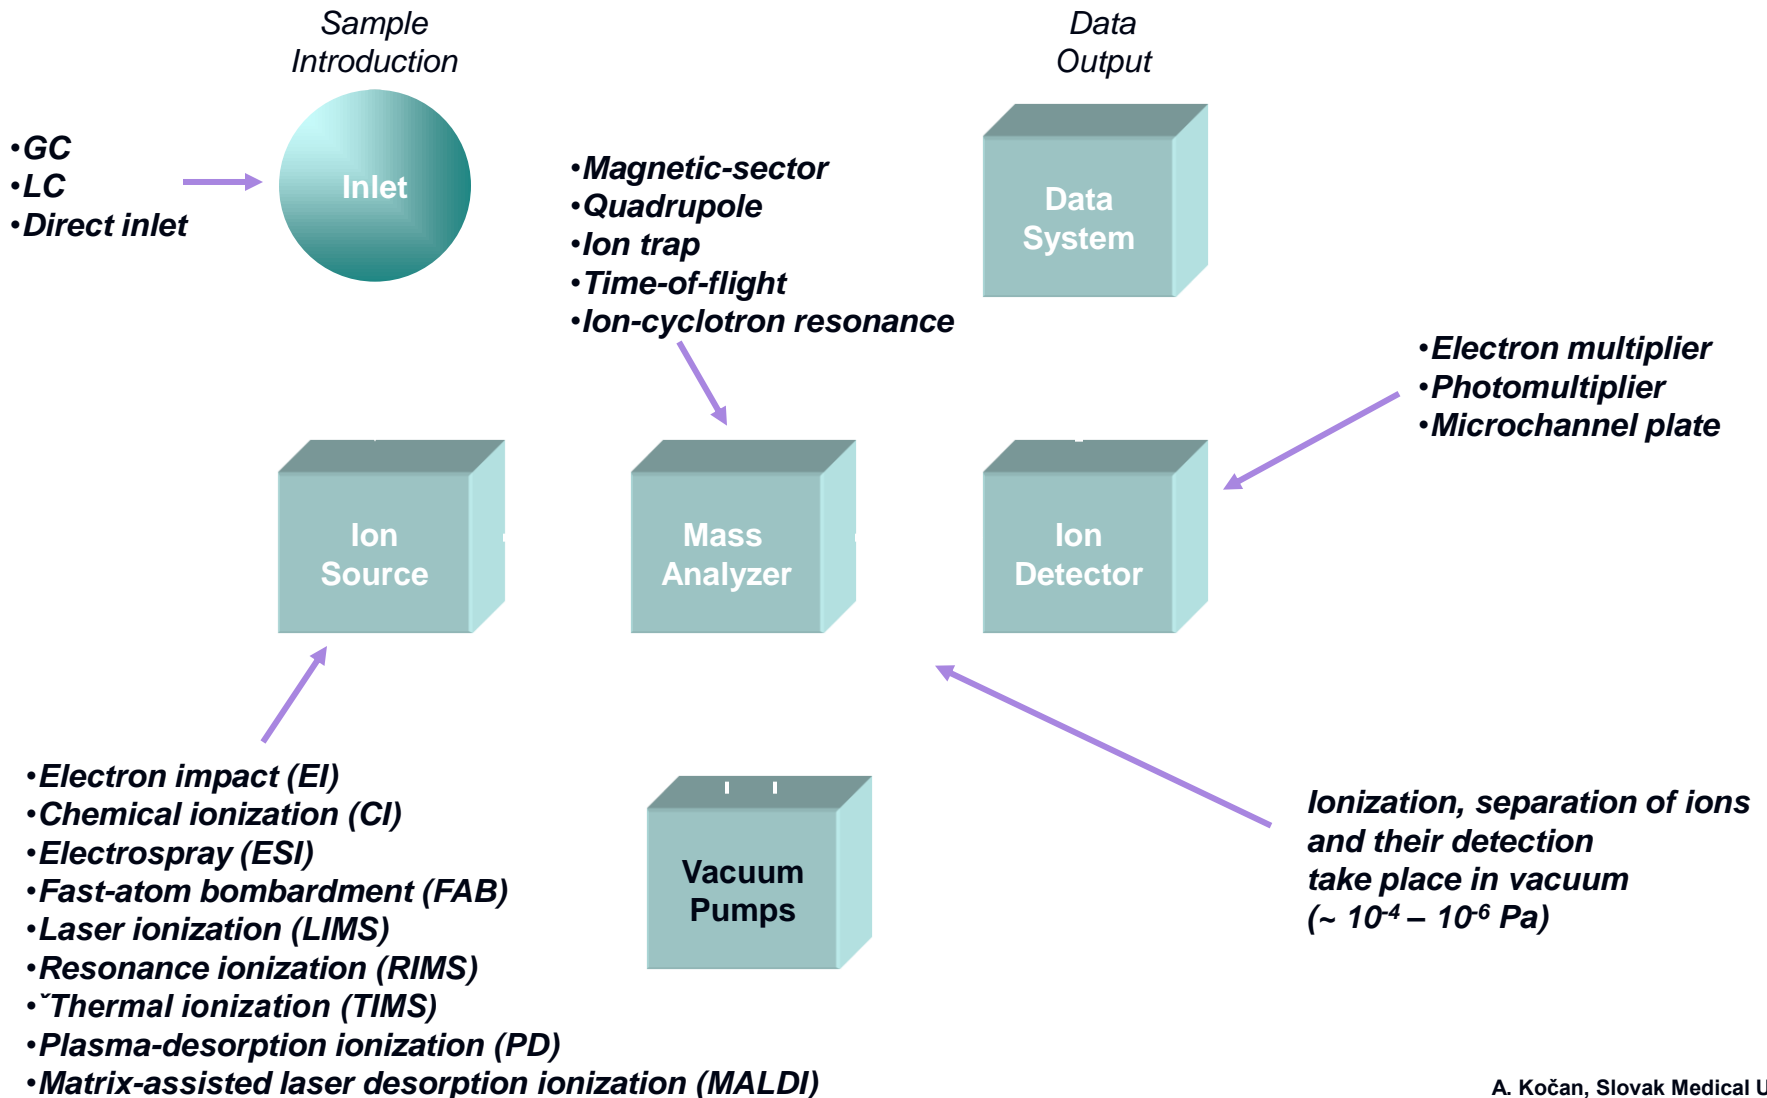 Sample
Introduction
Data
Output
•GC
•LC
•Direct inlet
Inlet
•Magnetic-sector
•Quadrupole
•Ion trap
•Time-of-flight
•Ion-cyclotron resonance
Data
System
•Electron multiplier
•Photomultiplier
•Microchannel plate
Ion
Source
Mass
Analyzer
Ion
Detector
•Electron impact (EI)
•Chemical ionization (CI)
•Electrospray (ESI)
•Fast-atom bombardment (FAB)
•Laser ionization (LIMS)
•Resonance ionization (RIMS)
•ˇThermal ionization (TIMS)
•Plasma-desorption ionization (PD)
•Matrix-assisted laser desorption ionization (MALDI)
Vacuum
Pumps
Ionization, separation of ions
and their detection
take place in vacuum
(~ 10⁻⁴ – 10⁻⁶ Pa)
A. Kočan, Slovak Medical U